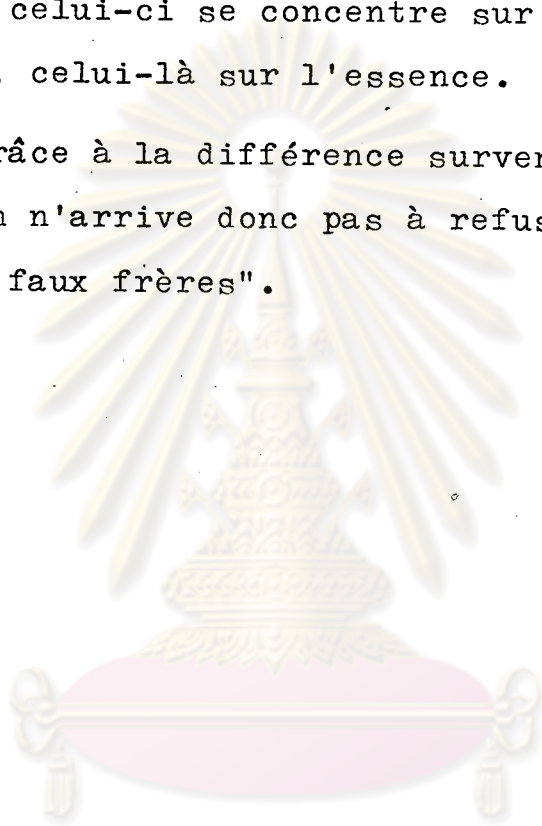 celui-ci se concentre sur
celui-là sur l'essence.
râce à la différence surven
n n'arrive donc pas à refus
faux frères".